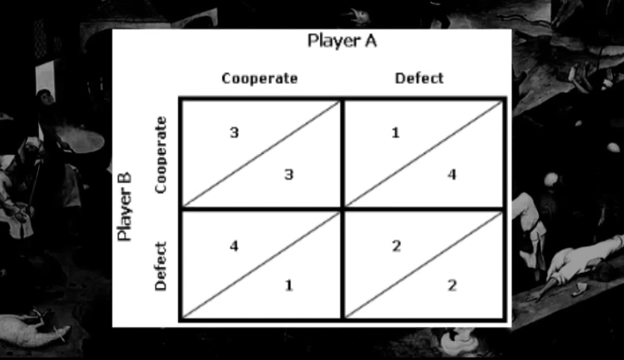 Player A
Cooperate Defect
Player B
Cooperate
3 1
3 4
Defect
4 2
1 2